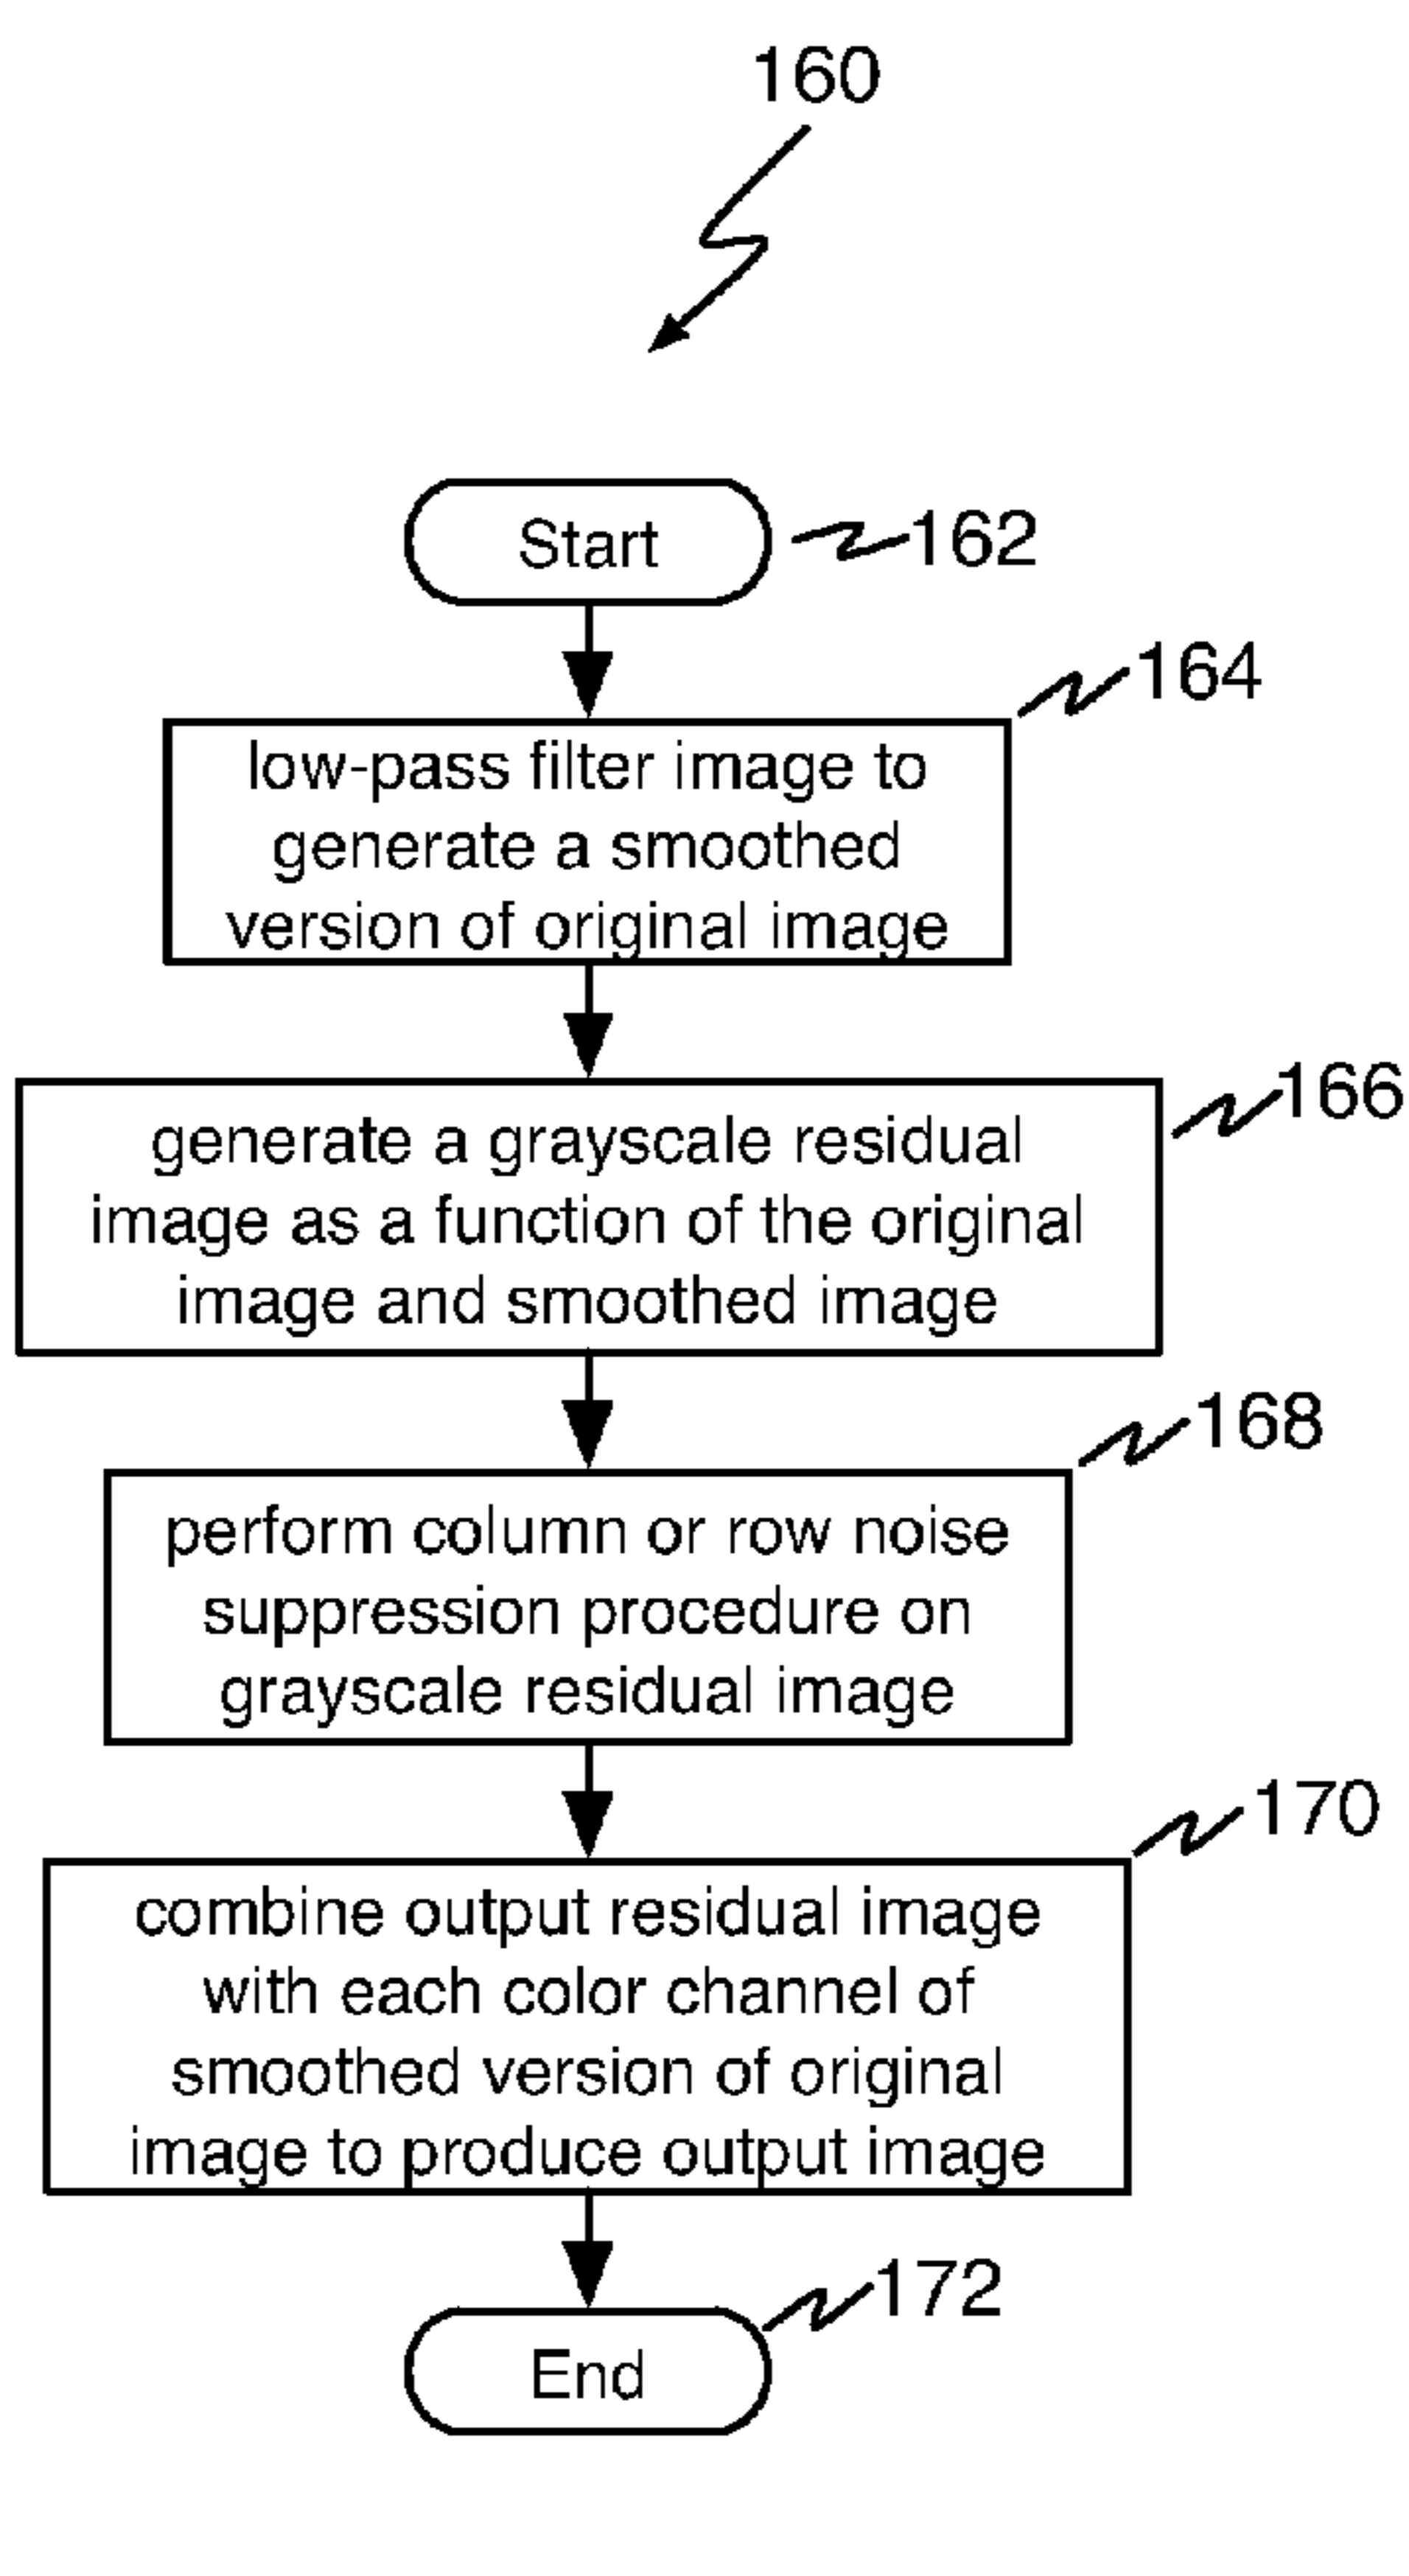 160
Start
162
164
low-pass filter image to
generate a smoothed
version of original image
166
generate a grayscale residual
image as a function of the original
image and smoothed image
168
perform column or row noise
suppression procedure on
grayscale residual image
170
combine output residual image
with each color channel of
smoothed version of original
image to produce output image
172
End